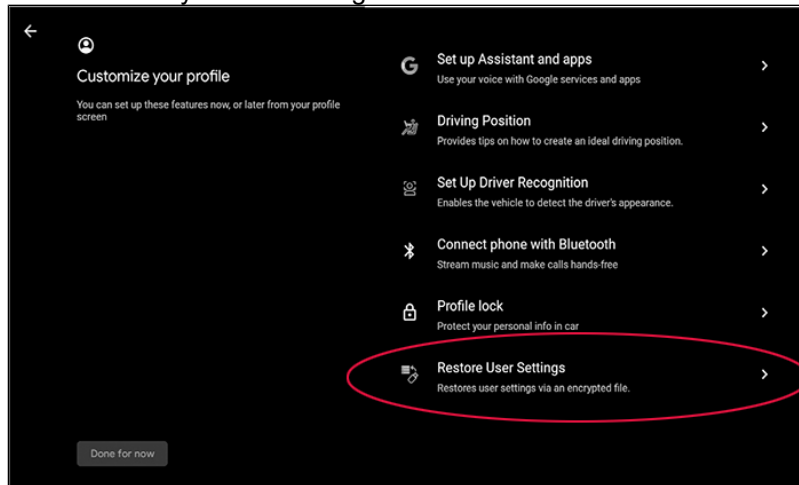 Customize your profile
You can set up these features now, or later from your profile
screen
Set up Assistant and apps
Use your voice with Google services and apps
Driving Position
Provides tips on how to create an ideal driving position.
Set Up Driver Recognition
Enables the vehicle to detect the driver's appearance.
Connect phone with Bluetooth
Stream music and make calls hands-free
Profile lock
Protect your personal info in car
Restore User Settings
Restores user settings via an encrypted file.
Done for now